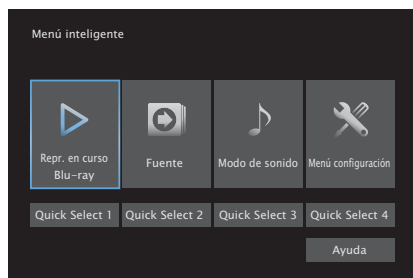 Menú inteligente
Repr. en curso
Blu-ray
Fuente
Modo de sonido
Menú configuración
Quick Select 1
Quick Select 2
Quick Select 3
Quick Select 4
Ayuda